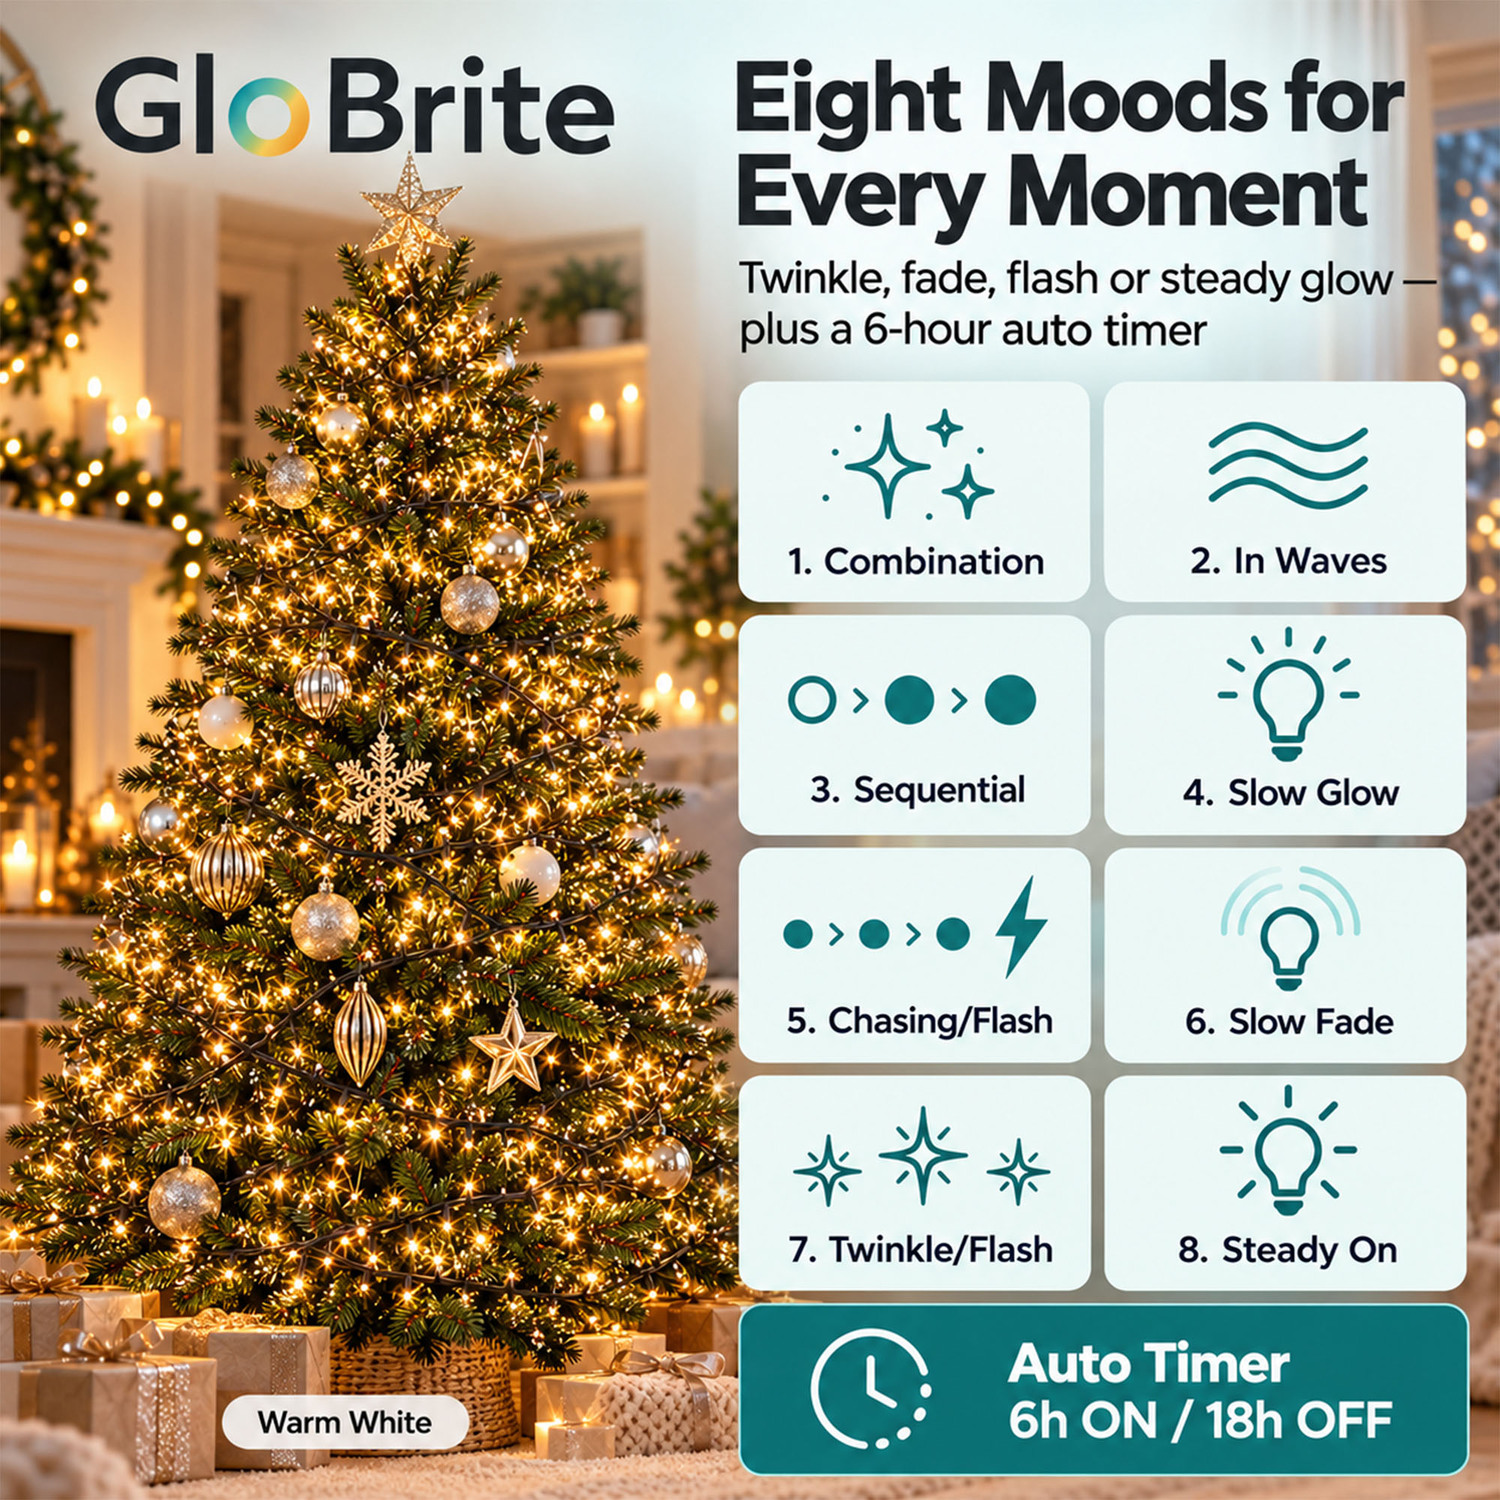 GloBrite
Eight Moods for
Every Moment
Twinkle, fade, flash or steady glow —
plus a 6-hour auto timer
1. Combination
2. In Waves
3. Sequential
4. Slow Glow
5. Chasing/Flash
6. Slow Fade
7. Twinkle/Flash
8. Steady On
Auto Timer
6h ON / 18h OFF
Warm White